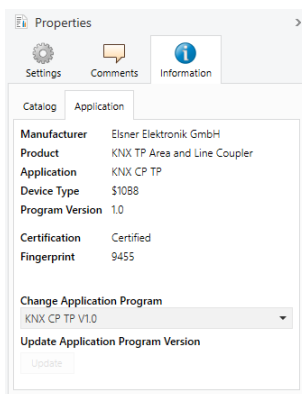 Properties
Settings Comments Information
Catalog Application
Manufacturer Elsner Elektronik GmbH
Product KNX TP Area and Line Coupler
Application KNX CP TP
Device Type $10B8
Program Version 1.0
Certification Certified
Fingerprint 9455
Change Application Program
KNX CP TP V1.0
Update Application Program Version
Update